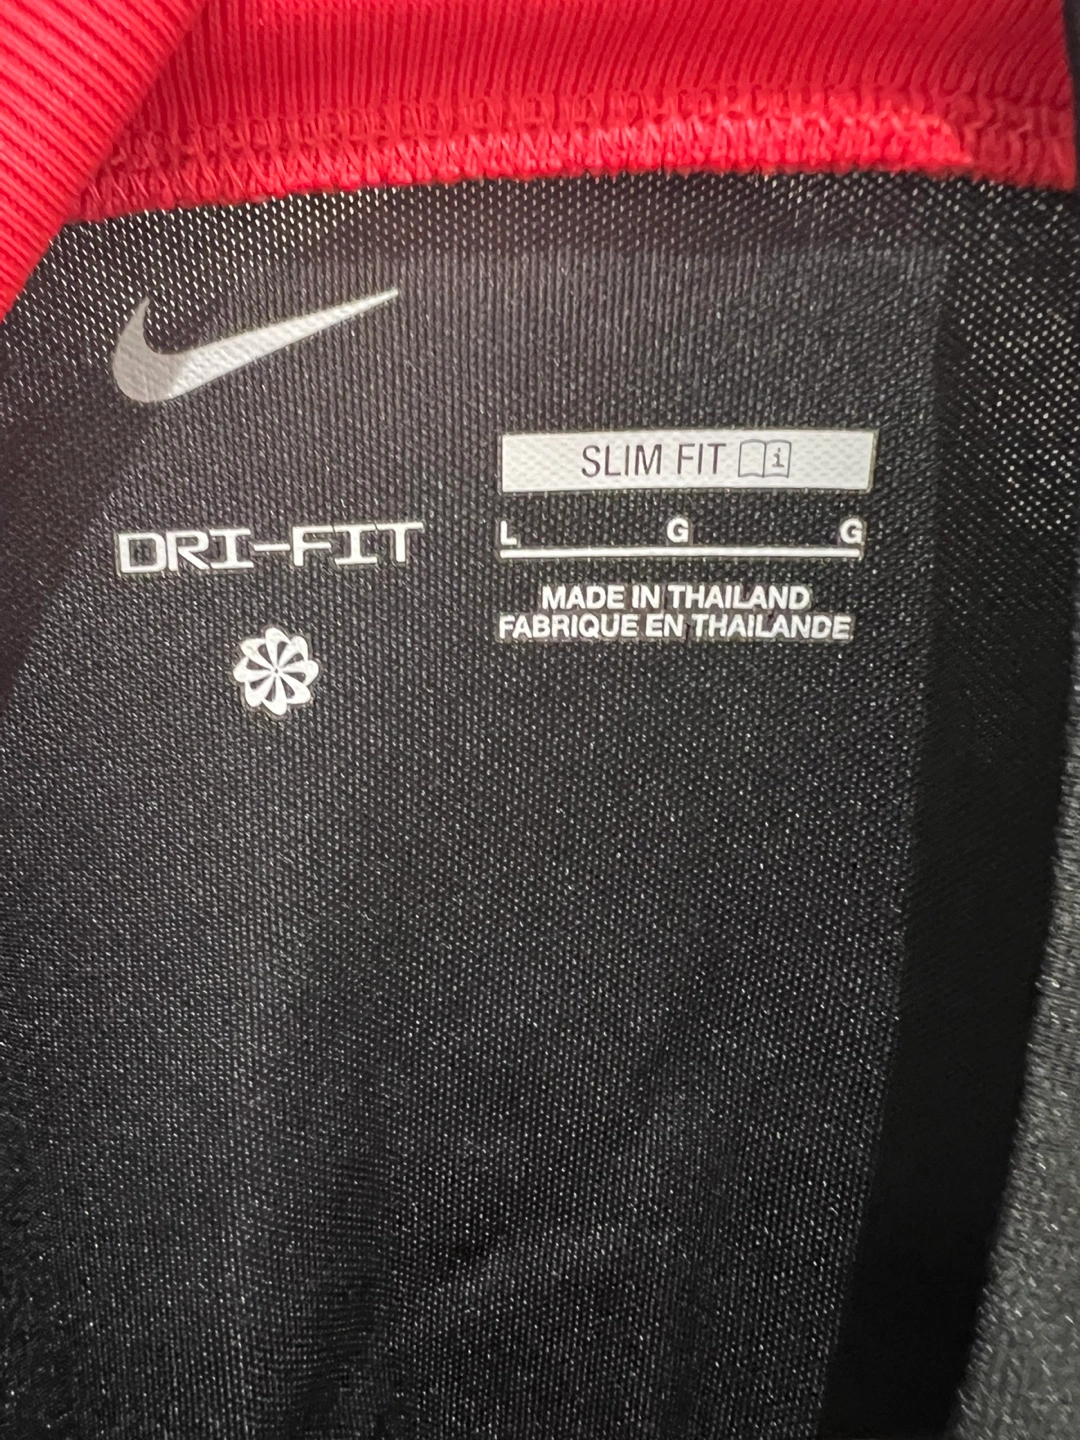 SLIM FIT i
DRI-FIT
L G G
MADE IN THAILAND
FABRIQUE EN THAILANDE